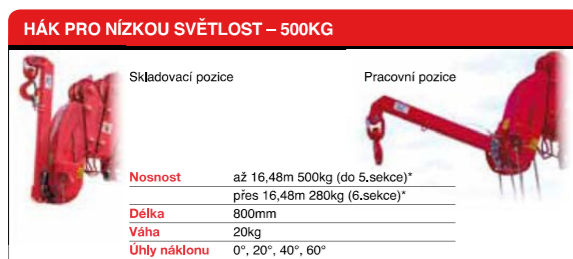 HÁK PRO NÍZKOU SVĚTLOST – 500KG
Skladovací pozice
Pracovní pozice
Nosnost až 16,48m 500kg (do 5.sekce)*
přes 16,48m 280kg (6.sekce)*
Délka 800mm
Váha 20kg
Úhly náklonu 0°, 20°, 40°, 60°